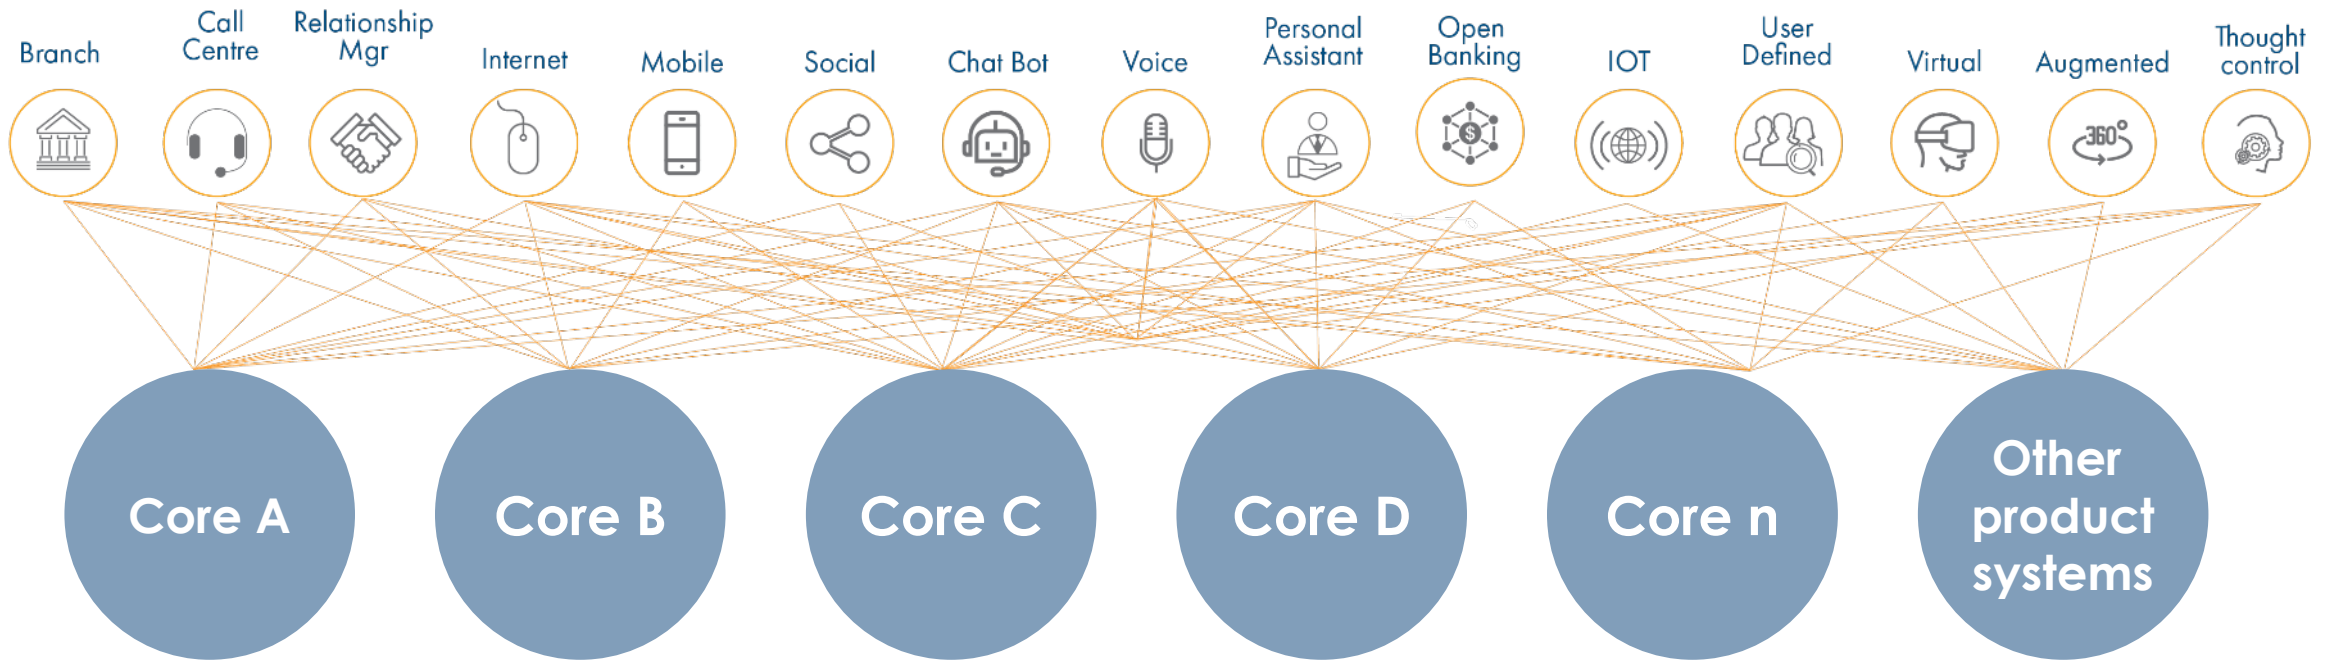 Branch
Call
Centre
Relationship
Mgr
Internet
Mobile
Social
Chat Bot
Voice
Personal
Assistant
Open
Banking
IOT
User
Defined
Virtual
Augmented
Thought
control
$
360°
Core A
Core B
Core C
Core D
Core n
Other
product
systems